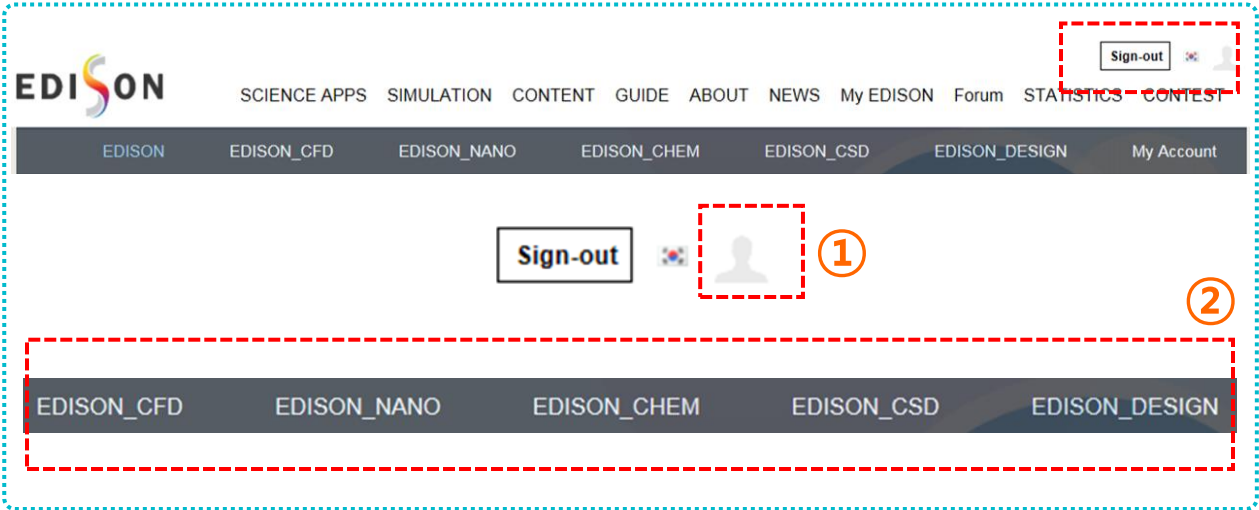 Sign-out
EDISON
SCIENCE APPS SIMULATION CONTENT GUIDE ABOUT NEWS My EDISON Forum STATISTICS CONTEST
EDISON EDISON_CFD EDISON_NANO EDISON_CHEM EDISON_CSD EDISON_DESIGN My Account
Sign-out ①
②
EDISON_CFD EDISON_NANO EDISON_CHEM EDISON_CSD EDISON_DESIGN